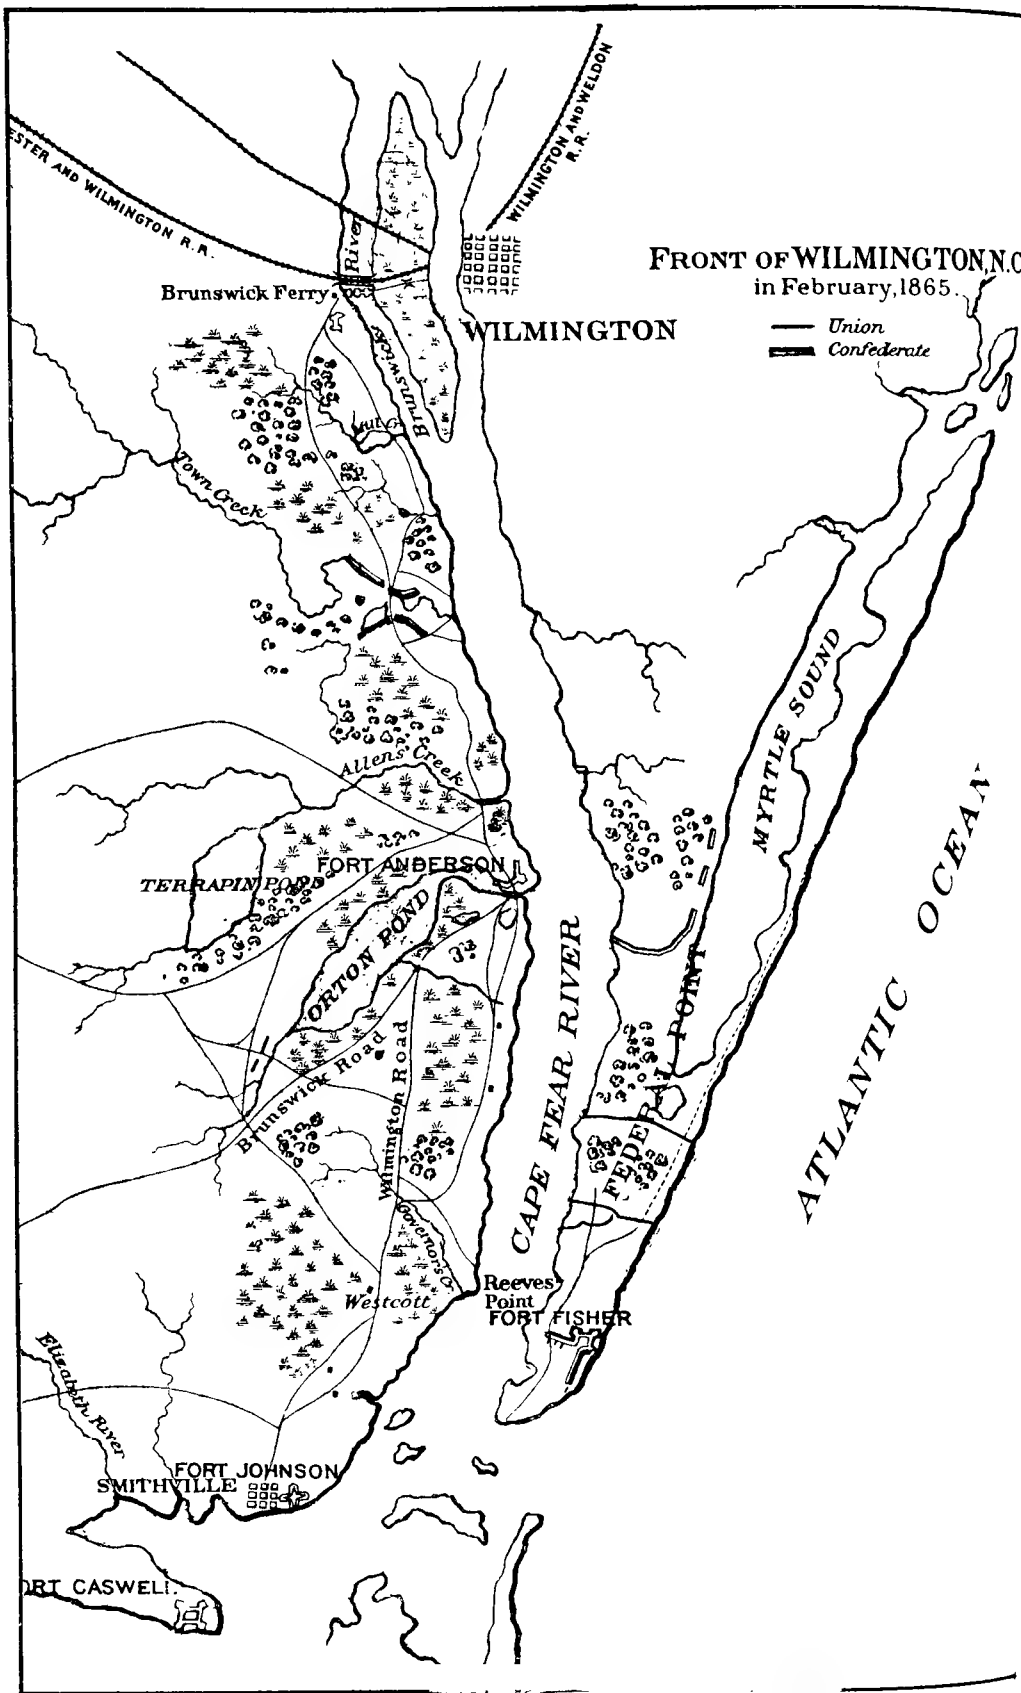 WILMINGTON AND WELDON
R.R.
ESTER AND WILMINGTON R.R.
River
FRONT OF WILMINGTON, N.C
in February, 1865.
Union
Confederate
Brunswick Ferry
WILMINGTON
Brunswick
Town Creek
MYRTLE SOUND
Allens Creek
ATLANTIC OCEAN
FORT ANDERSON
TERRAPIN POND
ORTON POND
CAPE FEAR RIVER
FEDERAL POINT
Brunswick Road
Wilmington Road
Governor's Cr.
Reeves
Point
Westcott
FORT FISHER
Elizabeth River
FORT JOHNSON
SMITHVILLE
ORT CASWELL.